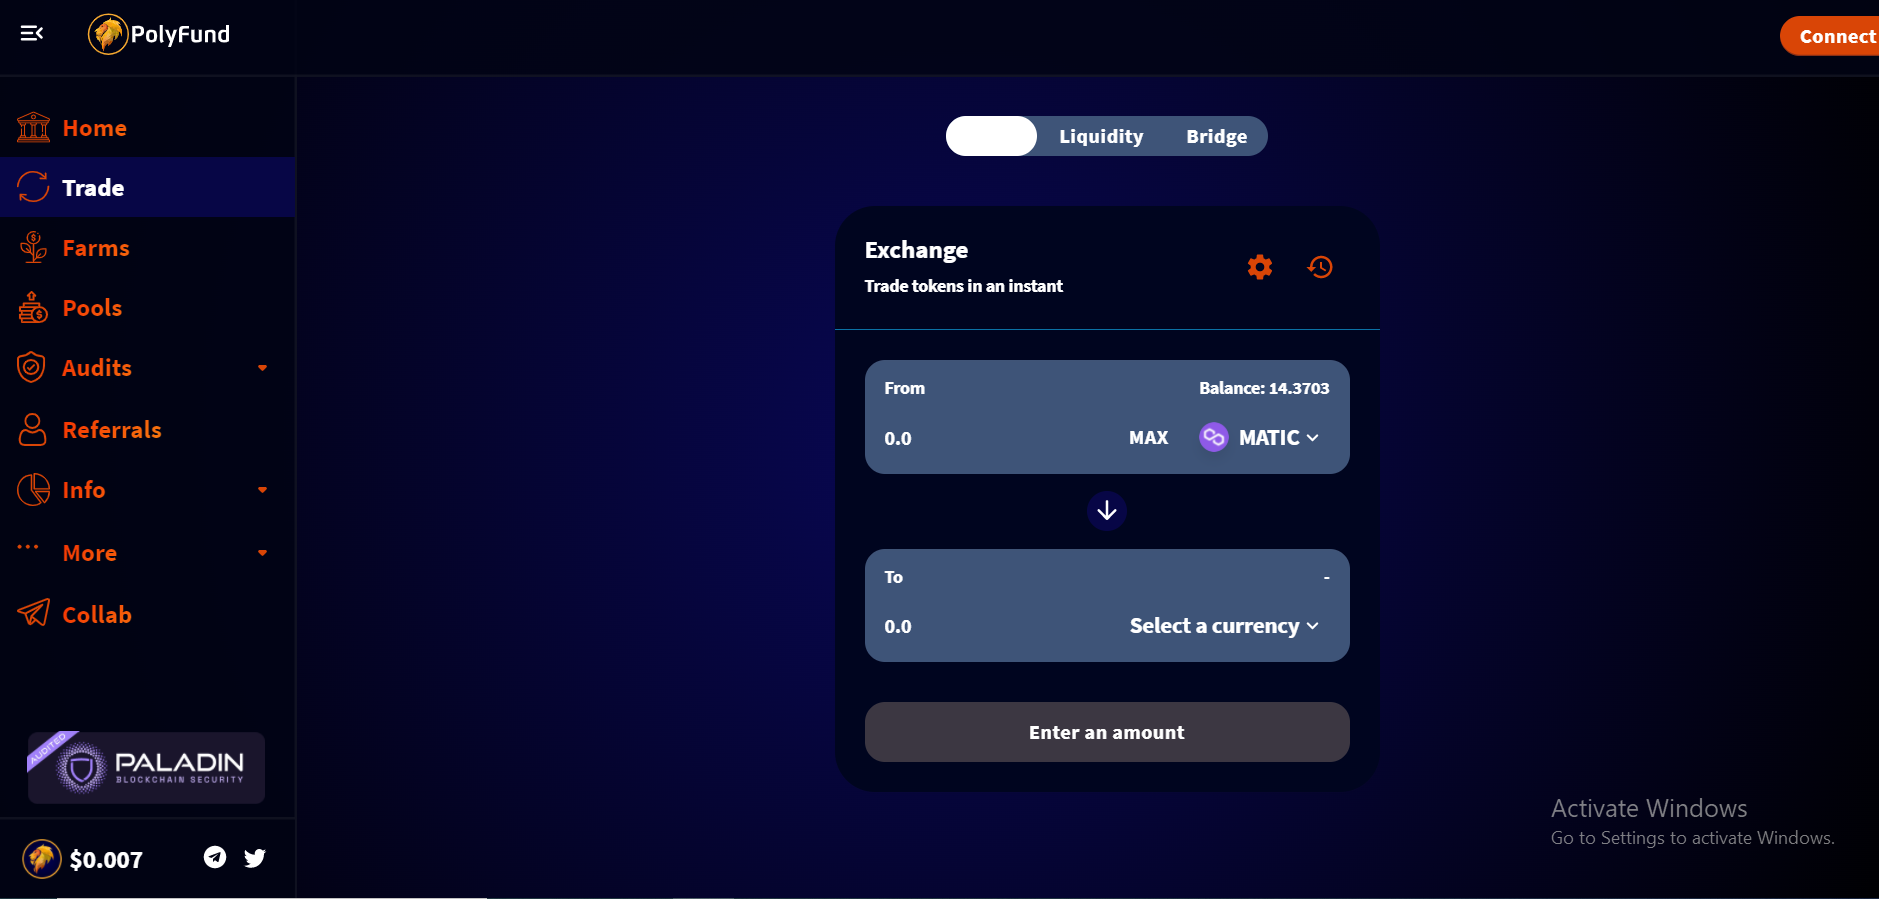 PolyFund
Connect
Home
Trade
Farms
Pools
Audits
Referrals
Info
More
Collab
AUDITED
PALADIN
BLOCKCHAIN SECURITY
$0.007
Liquidity
Bridge
Exchange
Trade tokens in an instant
From
Balance: 14.3703
0.0
MAX
MATIC
To
-
0.0
Select a currency
Enter an amount
Activate Windows
Go to Settings to activate Windows.